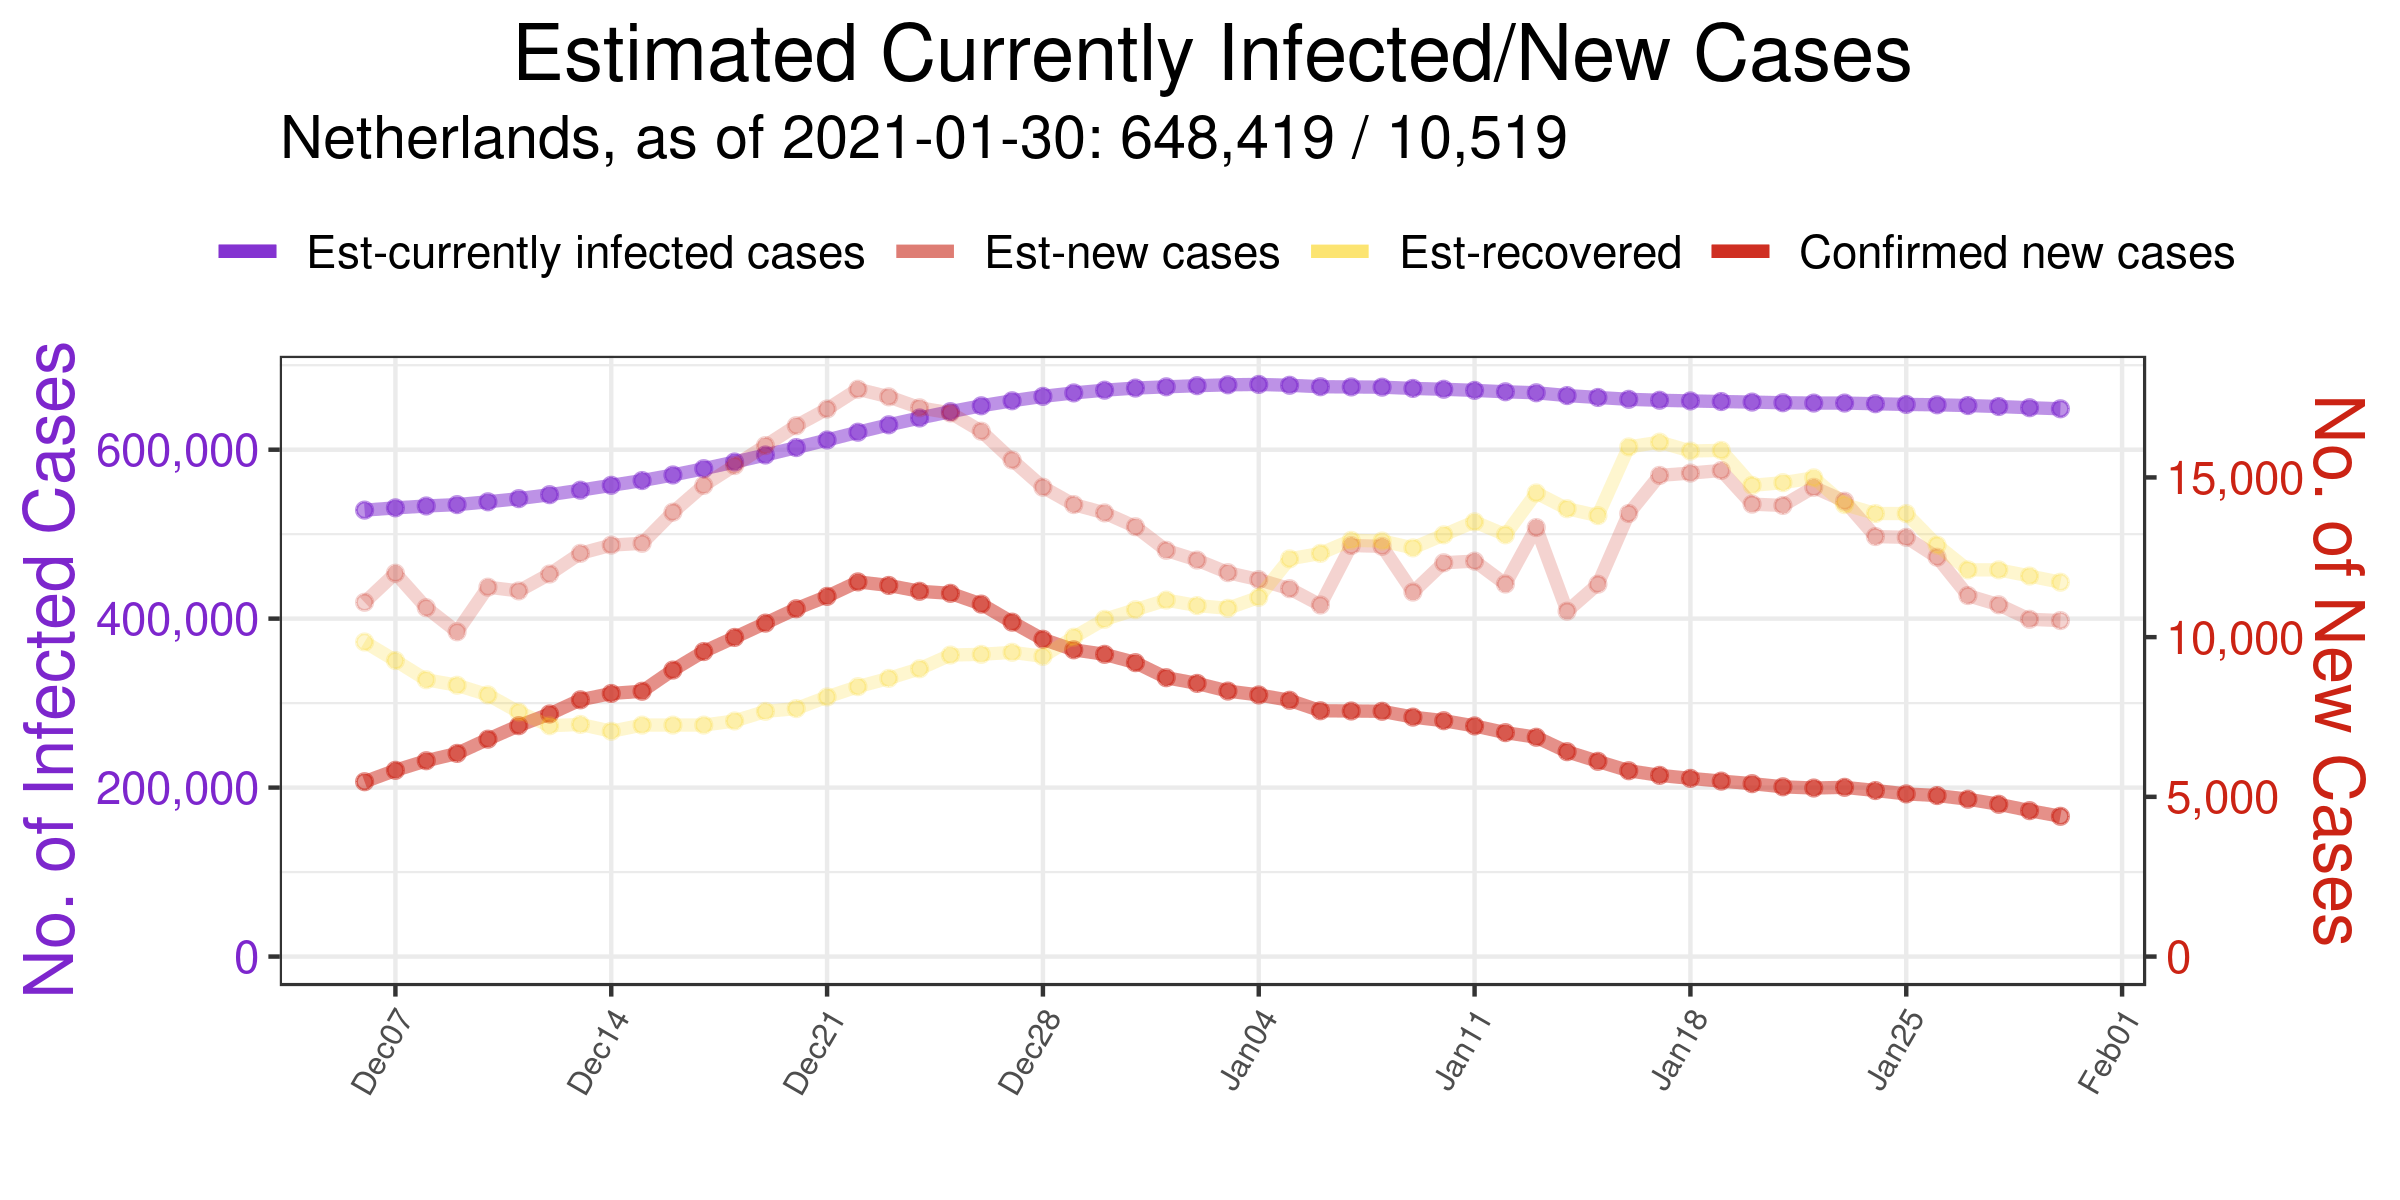 Estimated Currently Infected/New Cases
Netherlands, as of 2021-01-30: 648,419 / 10,519
Est-currently infected cases
Est-new cases
Est-recovered
Confirmed new cases
No. of Infected Cases
600,000
400,000
200,000
0
15,000
10,000
5,000
0
No. of New Cases
Dec07
Dec14
Dec21
Dec28
Jan04
Jan11
Jan18
Jan25
Feb01